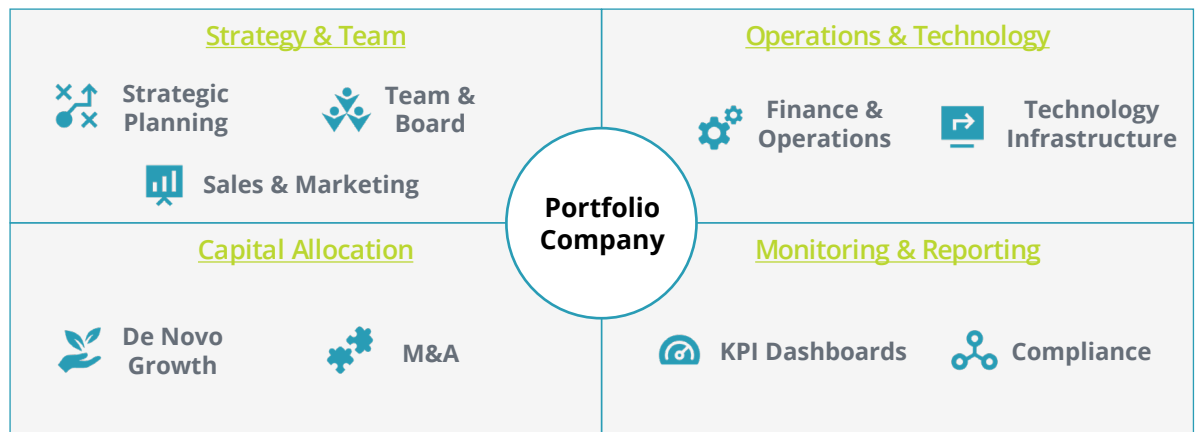 Strategy & Team
Strategic
Planning
Team &
Board
Sales & Marketing
Operations & Technology
Finance &
Operations
Technology
Infrastructure
Portfolio
Company
Capital Allocation
De Novo
Growth
M&A
Monitoring & Reporting
KPI Dashboards
Compliance